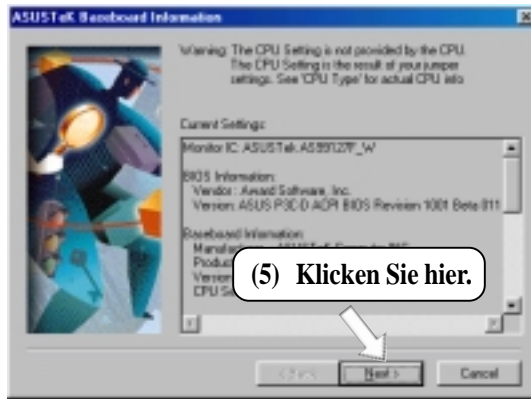 ASUSTeK Baseboard Information
Warning: The CPU Setting is not provided by the CPU.
The CPU Setting is the result of your jumper
settings. See 'CPU Type' for actual CPU info
Current Settings:
Monitor IC: ASUSTek AS99127F_W
BIOS Information:
Vendor: Award Software, Inc.
Version: ASUS P3C-D ACPI BIOS Revision 1001 Beta 011
Baseboard Information:
(5) Klicken Sie hier.
< Back
Next >
Cancel